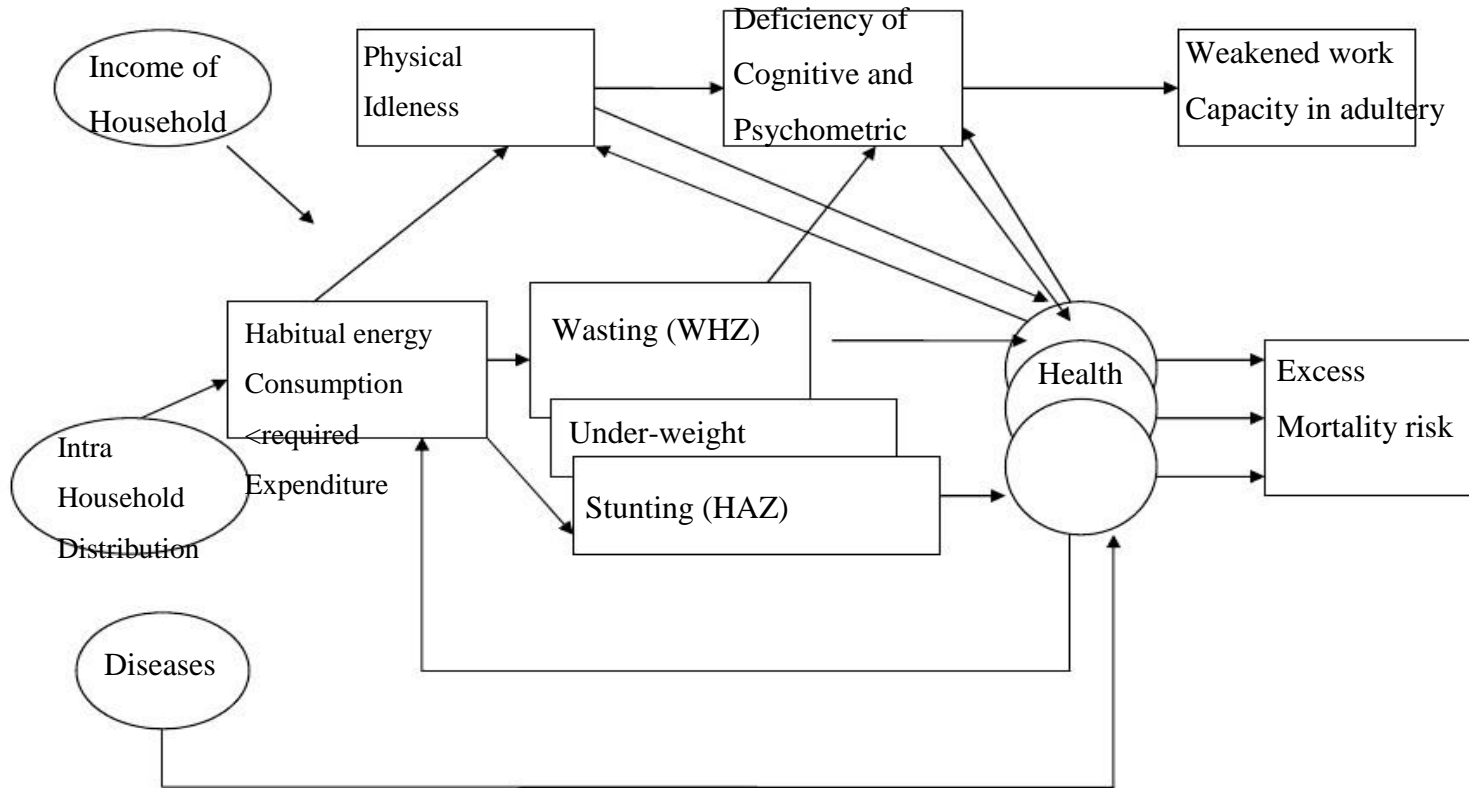 Income of
Household
Physical
Idleness
Deficiency of
Cognitive and
Psychometric
Weakened work
Capacity in adultery
Habitual energy
Consumption
<required
Expenditure
Wasting (WHZ)
Under-weight
Stunting (HAZ)
Health
Excess
Mortality risk
Intra
Household
Distribution
Diseases